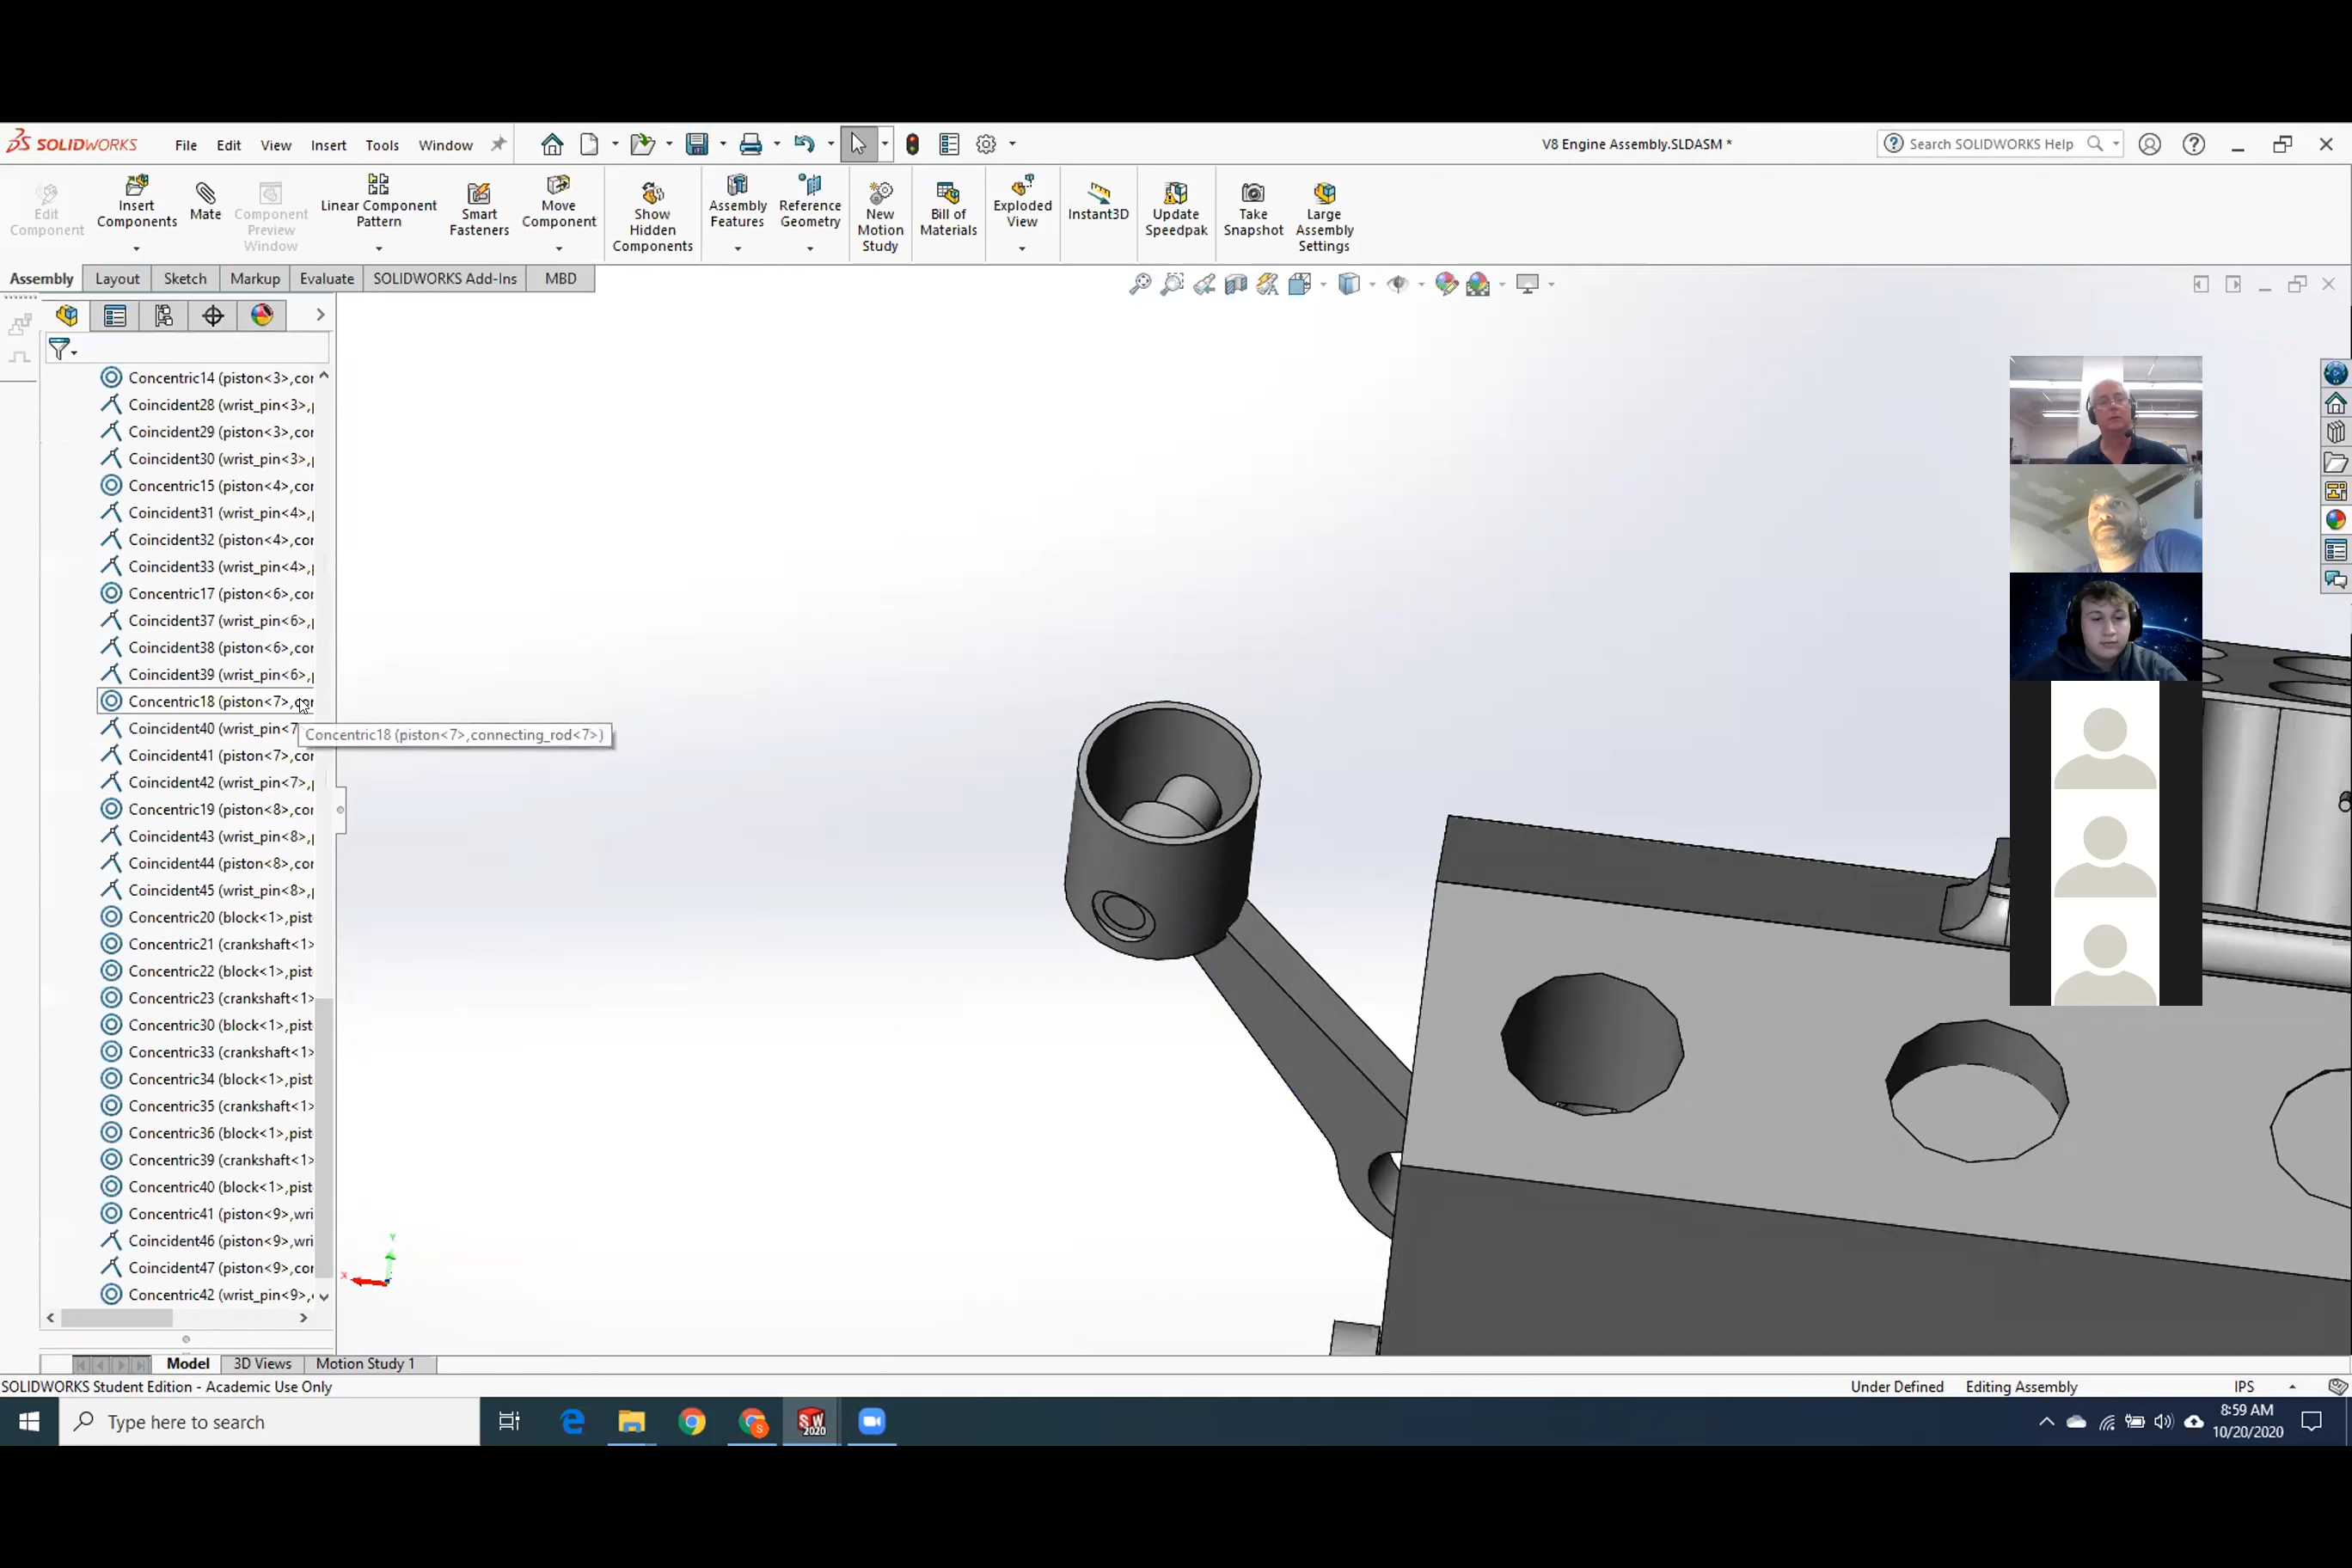 SOLIDWORKS File Edit View Insert Tools Window V8 Engine Assembly.SLDASM * Search SOLIDWORKS Help
Edit Component
Insert Components
Mate
Component Preview Window
Linear Component Pattern
Smart Fasteners
Move Component
Show Hidden Components
Assembly Features
Reference Geometry
New Motion Study
Bill of Materials
Exploded View
Instant3D
Update Speedpak
Take Snapshot
Large Assembly Settings
Assembly Layout Sketch Markup Evaluate SOLIDWORKS Add-Ins MBD
Concentric14 (piston<3>,cor
Coincident28 (wrist_pin<3>,p
Coincident29 (piston<3>,cor
Coincident30 (wrist_pin<3>,p
Concentric15 (piston<4>,cor
Coincident31 (wrist_pin<4>,p
Coincident32 (piston<4>,cor
Coincident33 (wrist_pin<4>,p
Concentric17 (piston<6>,cor
Coincident37 (wrist_pin<6>,p
Coincident38 (piston<6>,cor
Coincident39 (wrist_pin<6>,p
Concentric18 (piston<7>,cor
Coincident40 (wrist_pin<7
Concentric18 (piston<7>,connecting_rod<7>)
Coincident41 (piston<7>,cor
Coincident42 (wrist_pin<7>,p
Concentric19 (piston<8>,cor
Coincident43 (wrist_pin<8>,p
Coincident44 (piston<8>,cor
Coincident45 (wrist_pin<8>,p
Concentric20 (block<1>,pist
Concentric21 (crankshaft<1>
Concentric22 (block<1>,pist
Concentric23 (crankshaft<1>
Concentric30 (block<1>,pist
Concentric33 (crankshaft<1>
Concentric34 (block<1>,pist
Concentric35 (crankshaft<1>
Concentric36 (block<1>,pist
Concentric39 (crankshaft<1>
Concentric40 (block<1>,pist
Concentric41 (piston<9>,wri
Coincident46 (piston<9>,wri
Coincident47 (piston<9>,cor
Concentric42 (wrist_pin<9>,
Y
X
Model 3D Views Motion Study 1
SOLIDWORKS Student Edition - Academic Use Only Under Defined Editing Assembly IPS
Type here to search
S
SW 2020
8:59 AM
10/20/2020